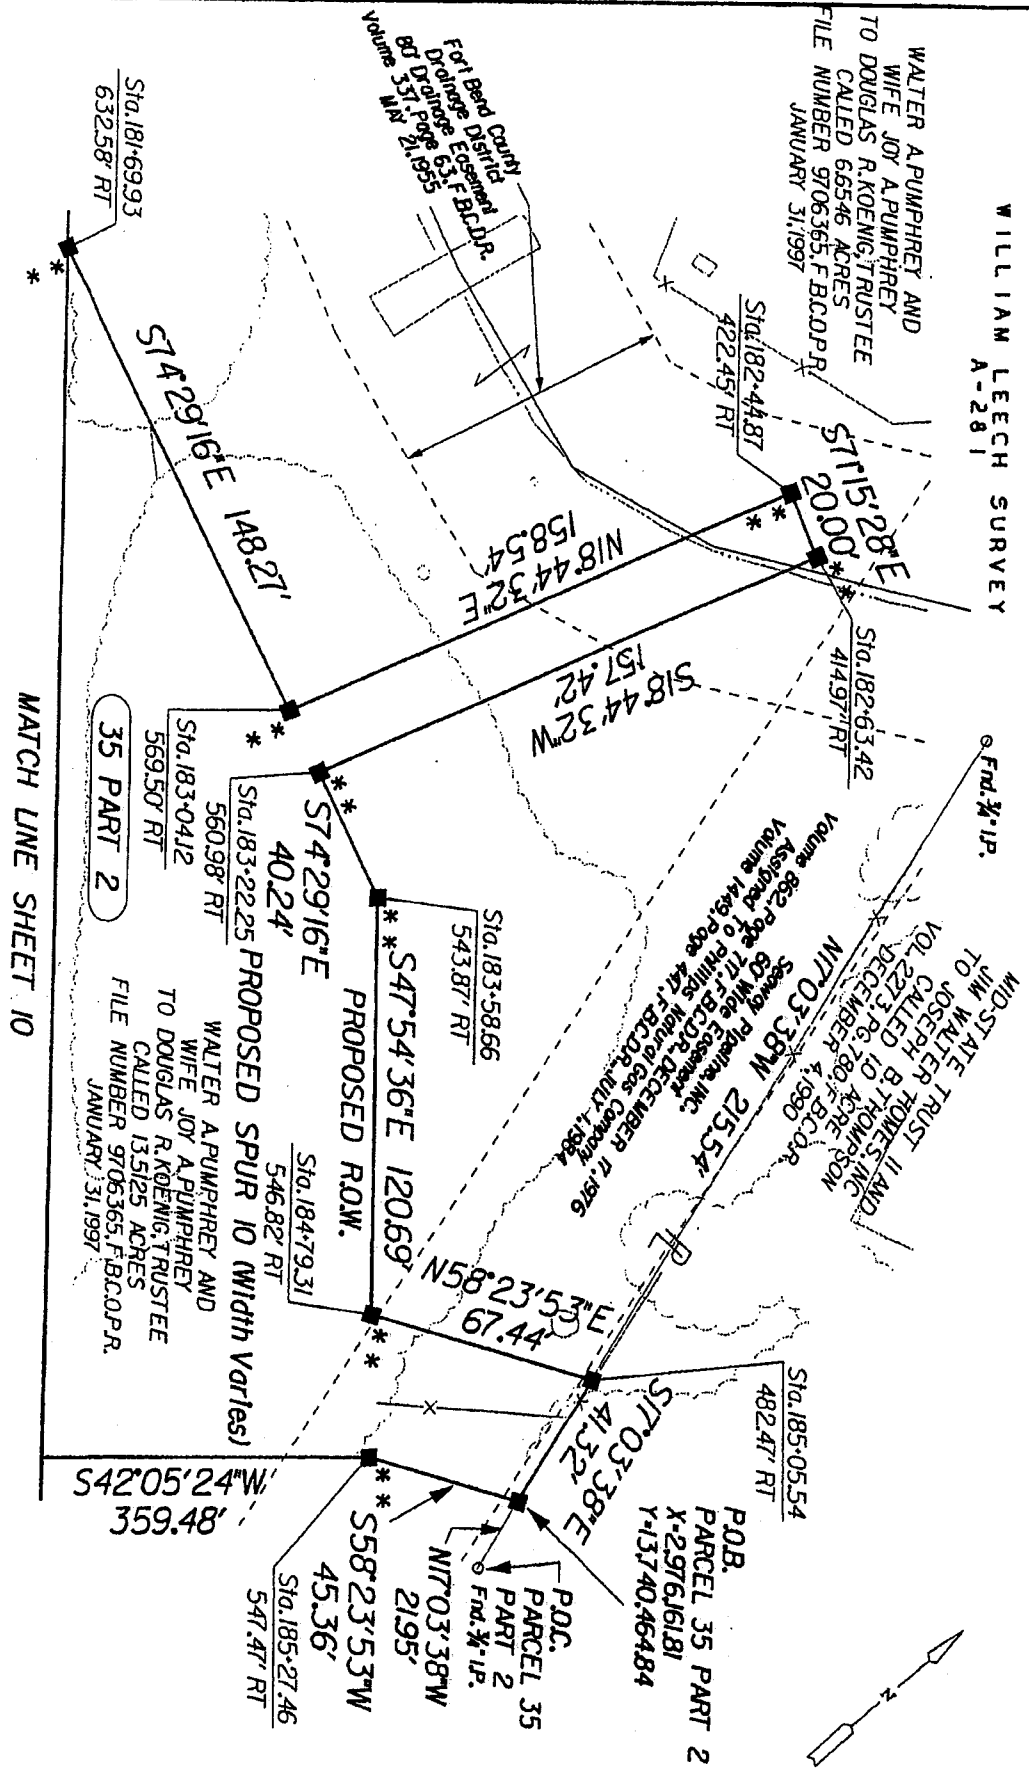 WILLIAM LEECH SURVEY
A-281
WALTER A.PUMPHREY AND
WIFE JOY A.PUMPHREY
TO DOUGLAS R.KOENIG,TRUSTEE
CALLED 6.6546 ACRES
FILE NUMBER 9706365,F.B.C.O.P.R.
JANUARY 31,1997
Fort Bend County
Drainage District
80' Drainage Easement
Volume 337,Page 63,F.B.C.D.R.
MAY 21,1955
Sta.181+69.93
632.58' RT
* *
S74°29'16"E 148.27'
Sta.182+44.87
422.45' RT
* *
S71°15'28"E
20.00'
* *
Sta.182+63.42
414.97' RT
N18°44'32"E
158.54'
S18°44'32"W
157.42'
* *
Sta.183+04.12
569.50' RT
* *
Sta.183+22.25
560.98' RT
S74°29'16"E
40.24'
Sta.183+58.66
543.87' RT
* *
S47°54'36"E 120.69'
PROPOSED R.O.W.
PROPOSED SPUR 10 (Width Varies)
35 PART 2
WALTER A.PUMPHREY AND
WIFE JOY A.PUMPHREY
TO DOUGLAS R.KOENIG,TRUSTEE
CALLED 13.5125 ACRES
FILE NUMBER 9706365,F.B.C.O.P.R.
JANUARY 31,1997
MATCH LINE SHEET 10
Fnd.3/4" I.P.
MID-STATE TRUST II AND
JIM WALTER HOMES, INC
TO JOSEPH B.THOMPSON
CALLED 1.0 ACRE
VOL.2273,PG.780,F.B.C.O.R.
DECEMBER 4,1990
N17°03'38"W 215.54'
Seaway Pipeline,INC.
60' Wide Easement
Volume 862,Page 717,F.B.C.D.R.,DECEMBER 17,1976
Assigned To Phillips Natural Gas Company
Volume 1449,Page 447,F.B.C.D.R.,JULY 4,1984
Sta.184+79.31
546.82' RT
* *
N58°23'53"E
67.44'
Sta.185+05.54
482.47' RT
S17°03'38"E
41.32'
P.O.B.
PARCEL 35 PART 2
X=2,976,161.81
Y=13,740,464.84
P.O.C.
PARCEL 35
PART 2
Fnd.3/4" I.P.
N17°03'38"W
21.95'
S58°23'53"W
45.36'
* *
Sta.185+27.46
547.47' RT
S42°05'24"W
359.48'
N